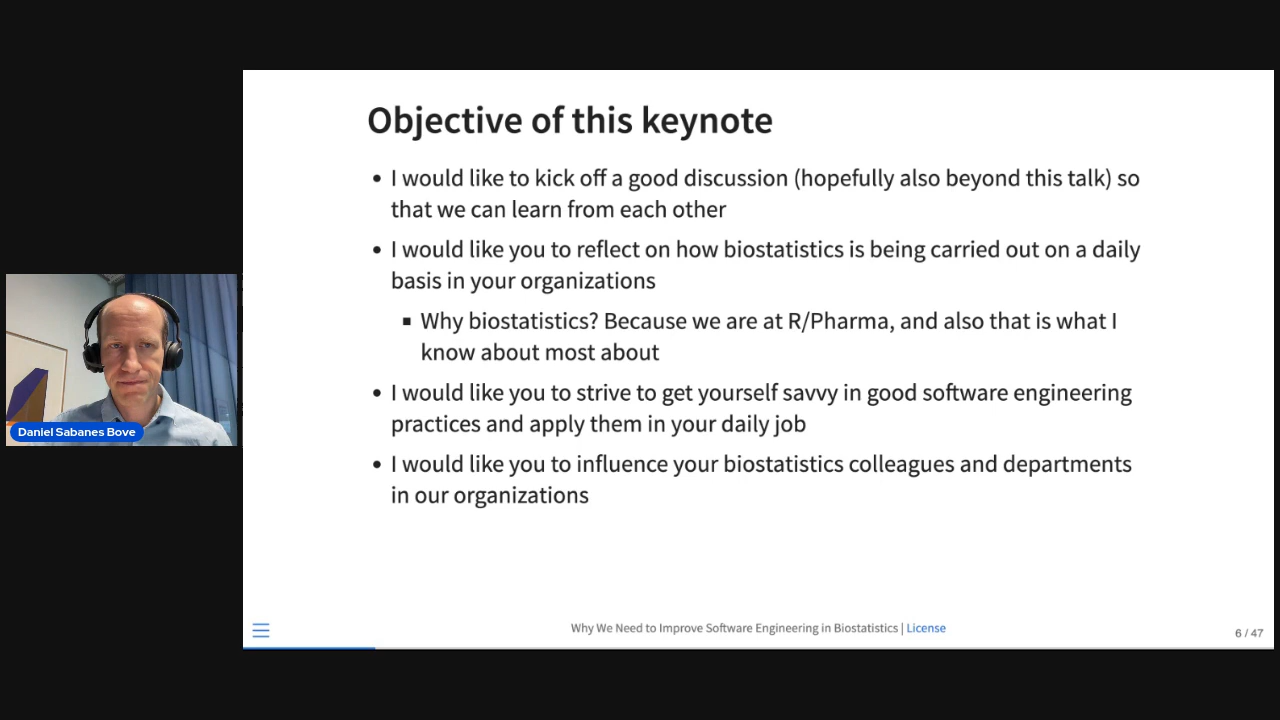 Objective of this keynote
• I would like to kick off a good discussion (hopefully also beyond this talk) so
that we can learn from each other
• I would like you to reflect on how biostatistics is being carried out on a daily
basis in your organizations
▪ Why biostatistics? Because we are at R/Pharma, and also that is what I
know about most about
• I would like you to strive to get yourself savvy in good software engineering
practices and apply them in your daily job
• I would like you to influence your biostatistics colleagues and departments
in our organizations
Daniel Sabanes Bove
Why We Need to Improve Software Engineering in Biostatistics | License
6 / 47